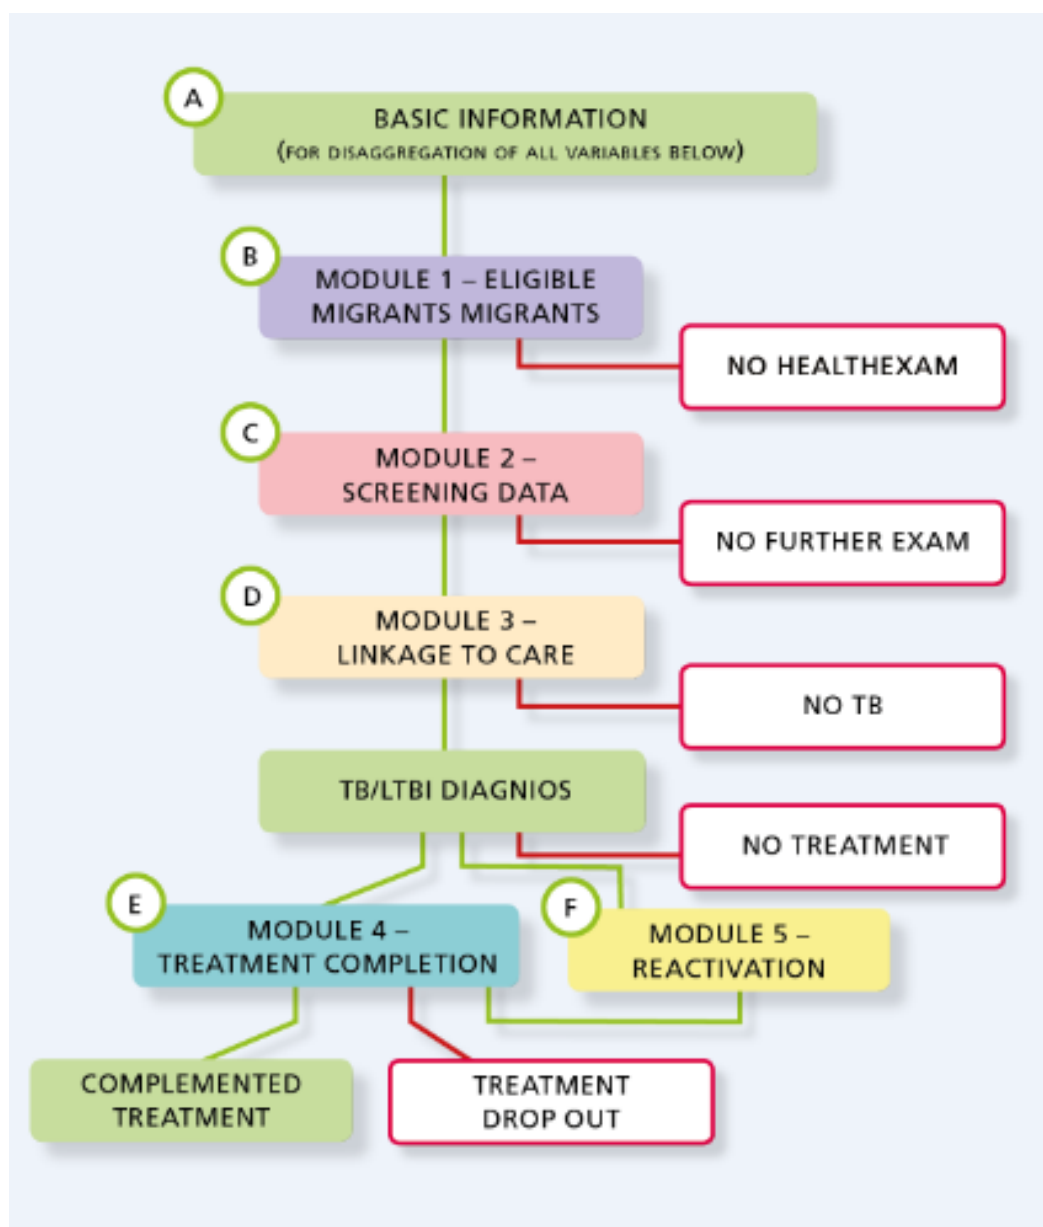 A
BASIC INFORMATION
(FOR DISAGGREGATION OF ALL VARIABLES BELOW)
B
MODULE 1 – ELIGIBLE
MIGRANTS MIGRANTS
NO HEALTHEXAM
C
MODULE 2 –
SCREENING DATA
NO FURTHER EXAM
D
MODULE 3 –
LINKAGE TO CARE
NO TB
TB/LTBI DIAGNIOS
NO TREATMENT
E
MODULE 4 –
TREATMENT COMPLETION
F
MODULE 5 –
REACTIVATION
COMPLEMENTED
TREATMENT
TREATMENT
DROP OUT